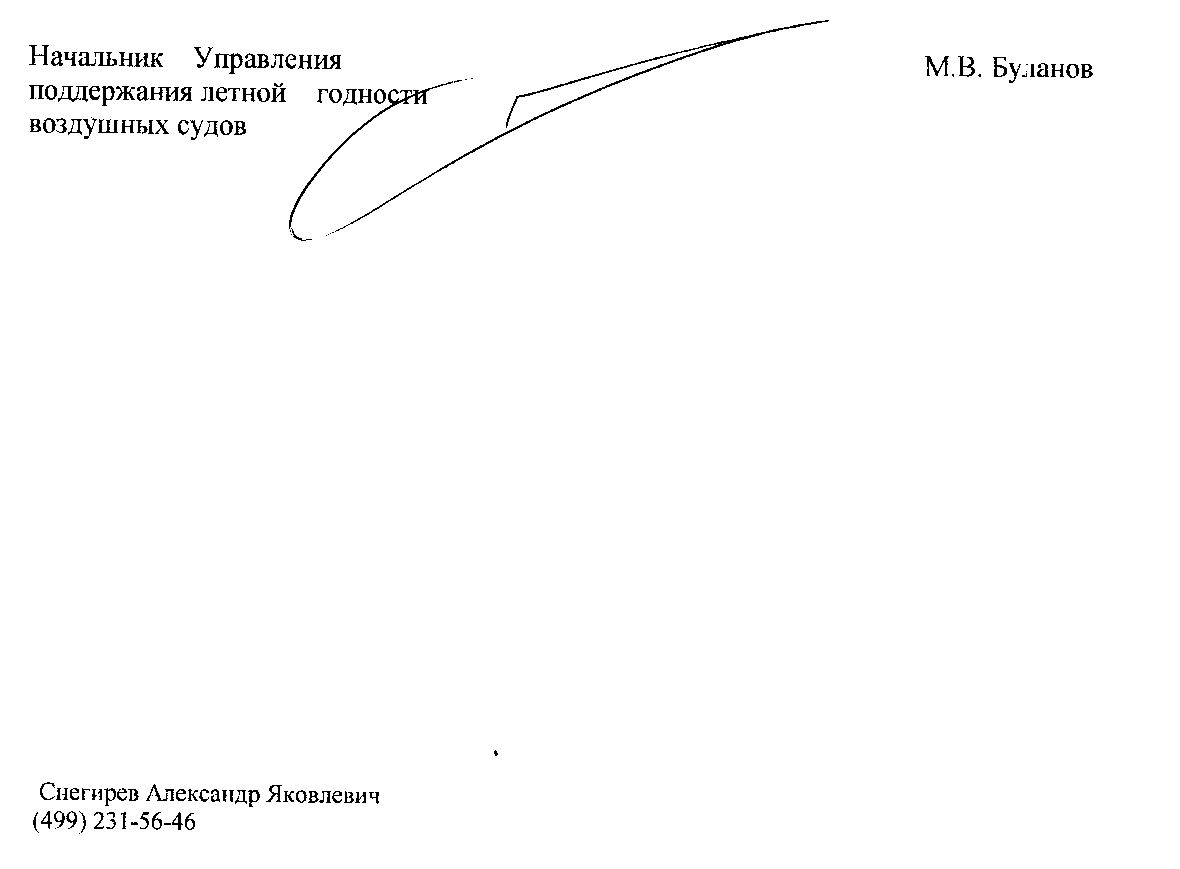 Начальник Управления
поддержания летной годности
воздушных судов
М.В. Буланов
Снегирев Александр Яковлевич
(499) 231-56-46